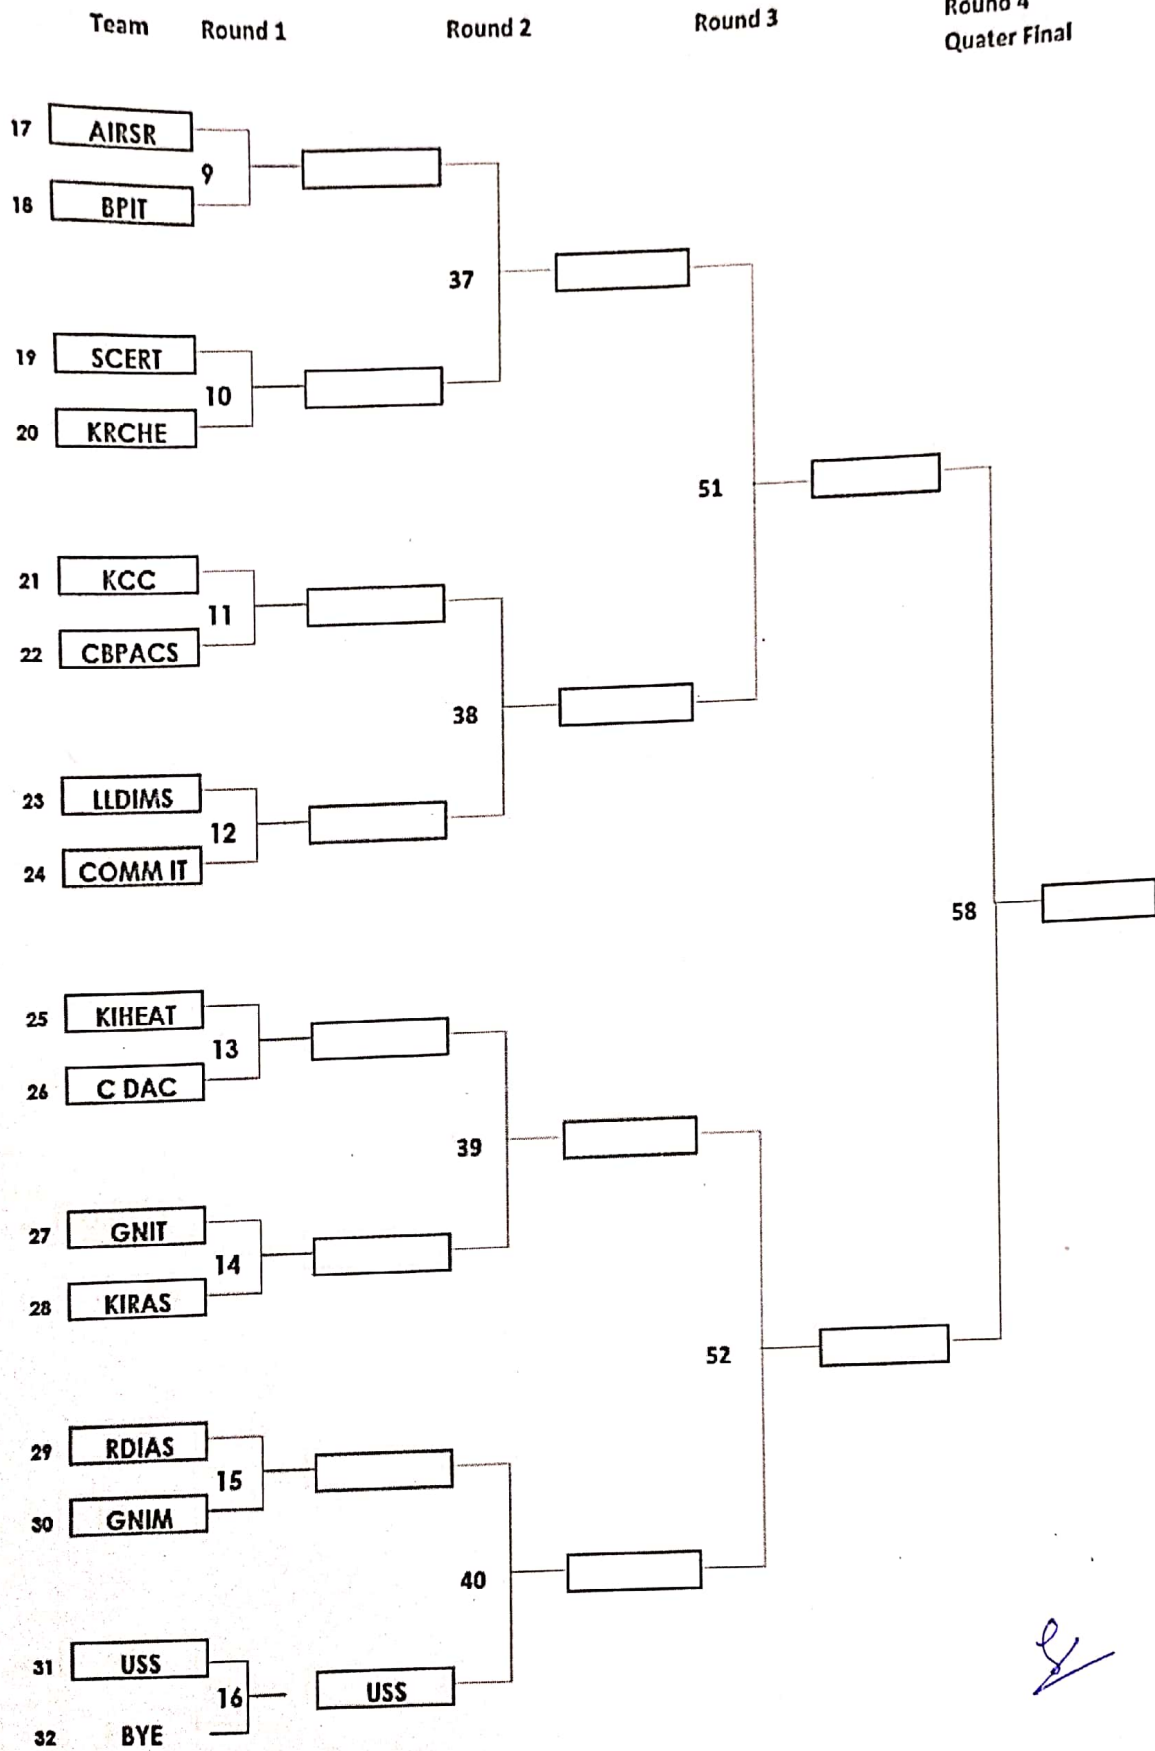 Team Round 1 Round 2 Round 3 Round 4
Quater Final
17 AIRSR
9
18 BPIT
37
19 SCERT
10
20 KRCHE
51
21 KCC
11
22 CBPACS
38
23 LLDIMS
12
24 COMM IT
58
25 KIHEAT
13
26 C DAC
39
27 GNIT
14
28 KIRAS
52
29 RDIAS
15
30 GNIM
40
31 USS
16 USS
32 BYE